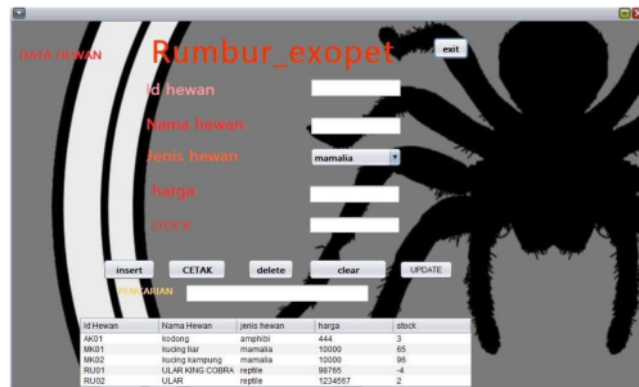 DATA HEWAN Rumbur_exopet exit
Id hewan
Nama hewan
Jenis hewan mamalia
harga
STOCK
insert CETAK delete clear UPDATE
PENCARIAN
Id Hewan Nama Hewan jenis hewan harga stock
AK01 kodong amphibi 444 3
MK01 kucing liar mamalia 10000 65
MK02 kucing kampung mamalia 10000 96
RU01 ULAR KING COBRA reptile 98765 -4
RU02 ULAR reptile 1234567 2